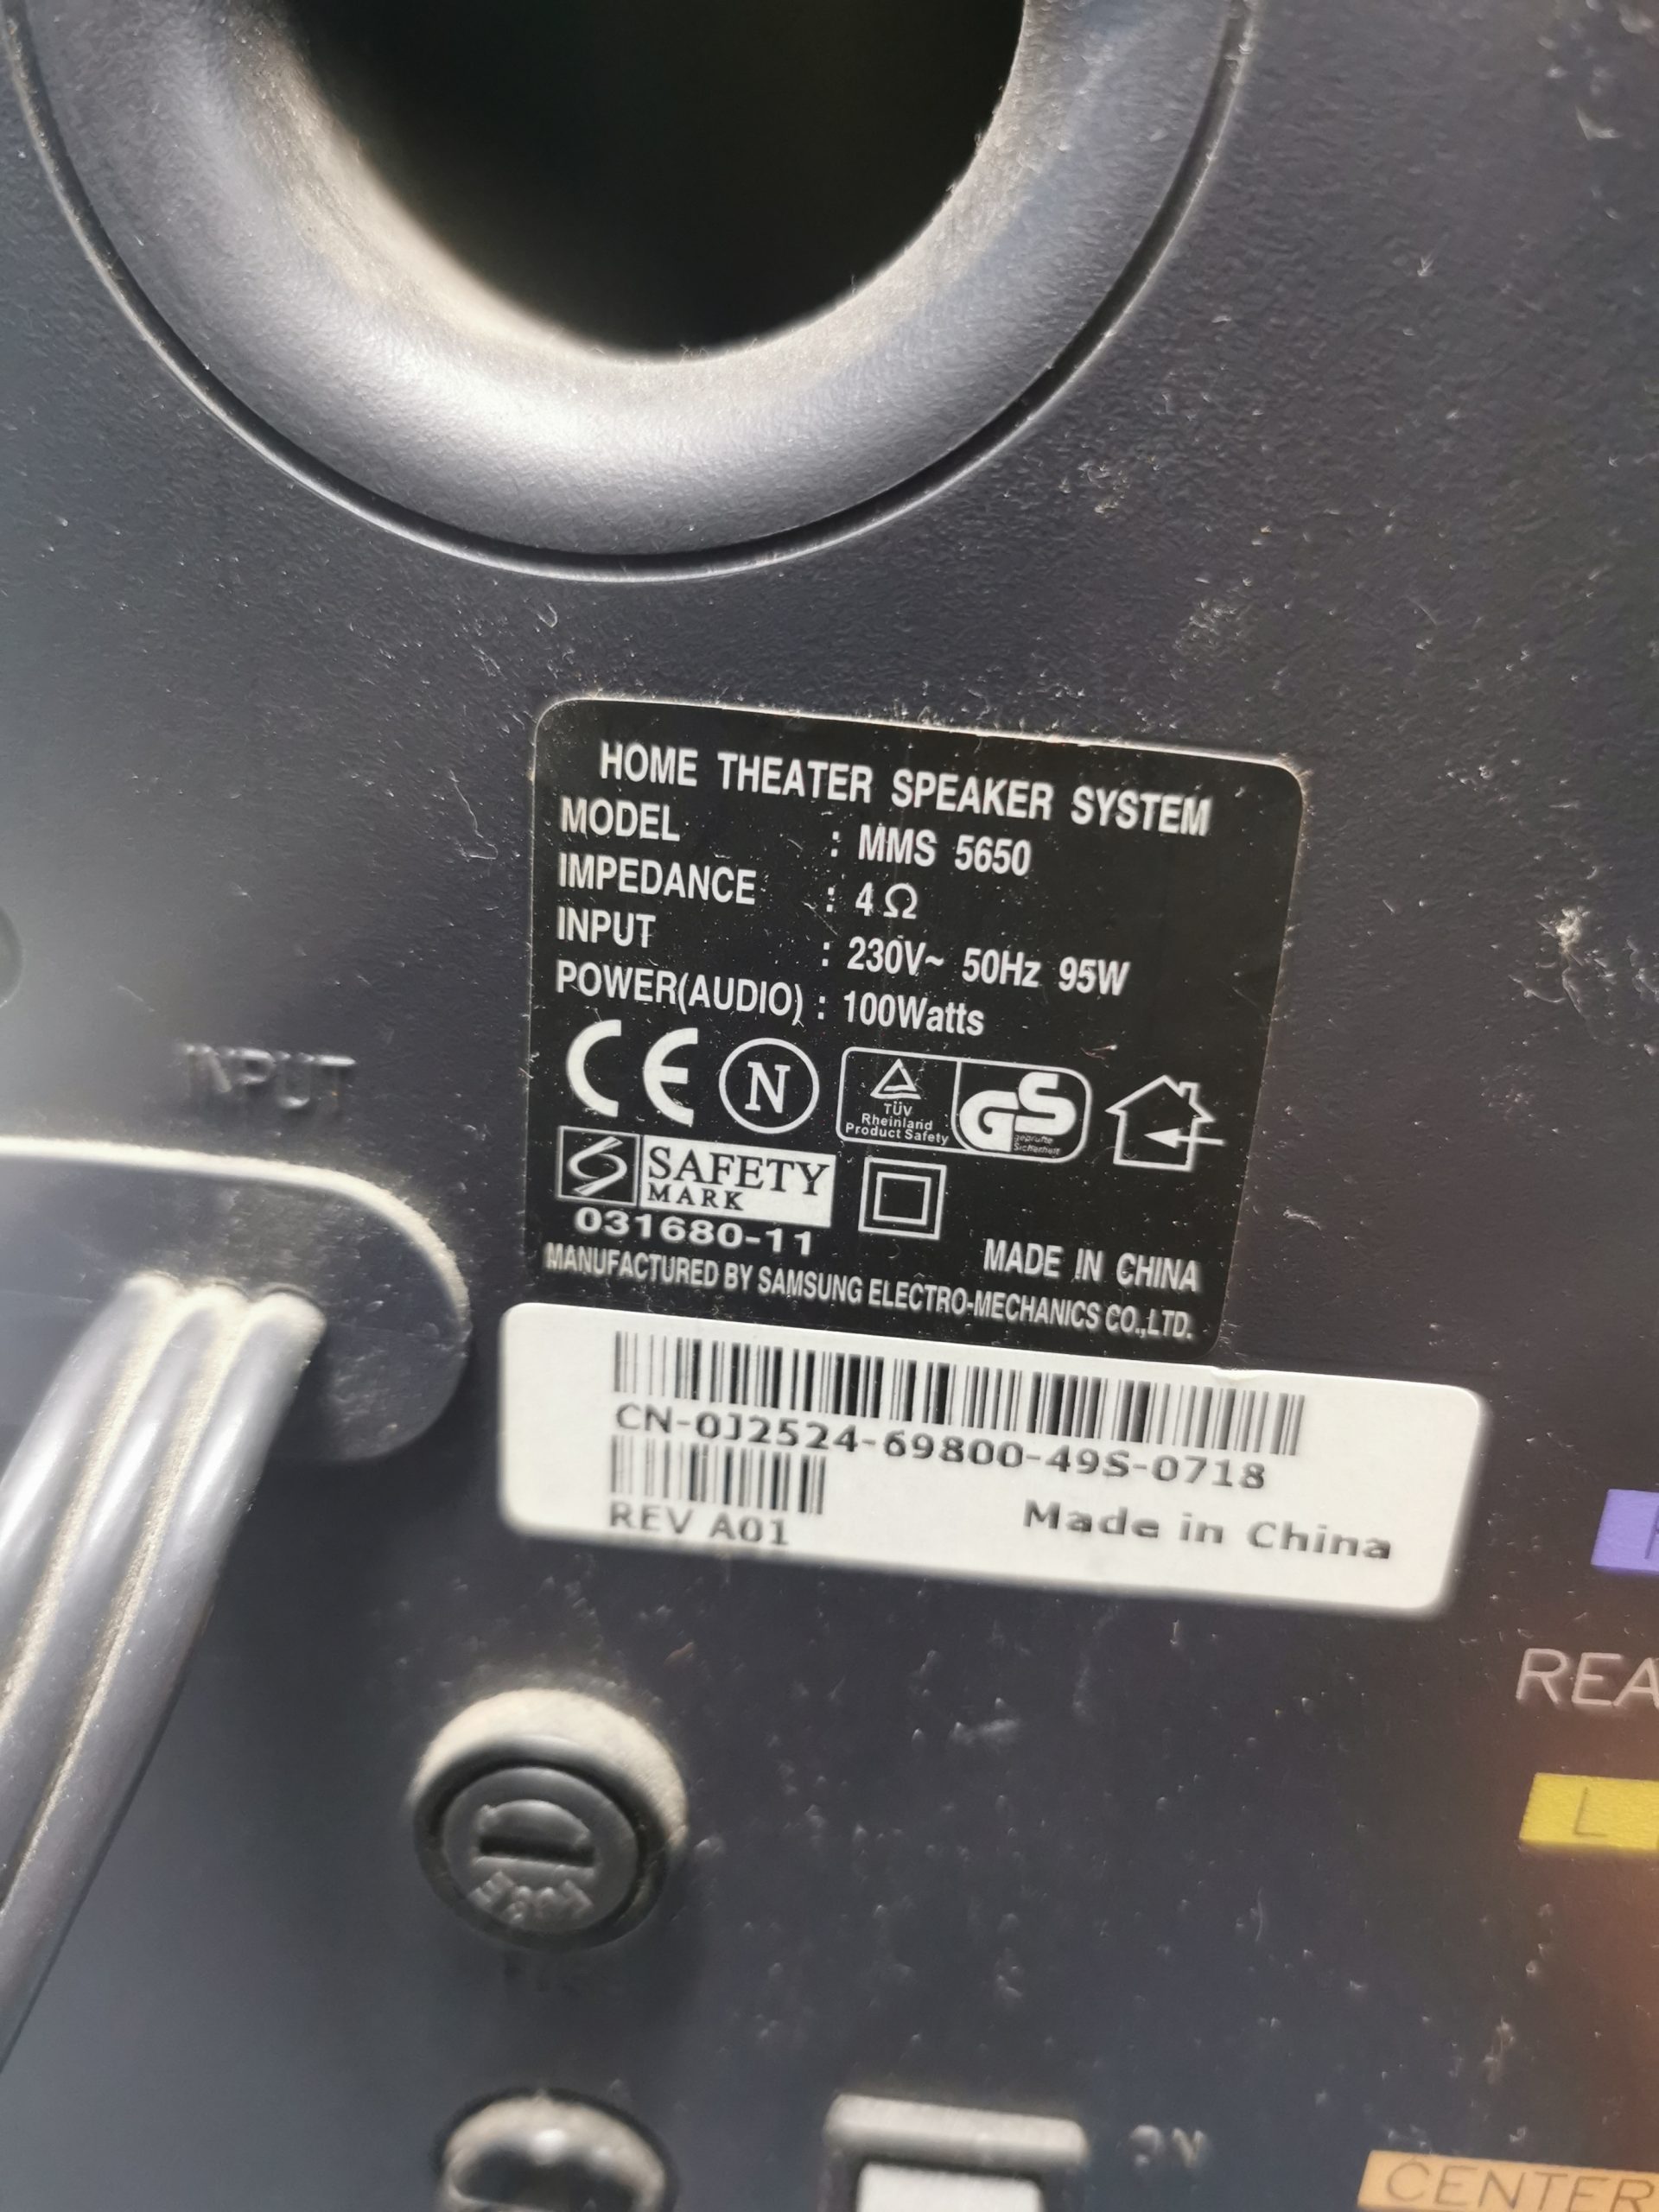 HOME THEATER SPEAKER SYSTEM
MODEL : MMS 5650
IMPEDANCE : 4 Ω
INPUT : 230V~ 50Hz 95W
POWER(AUDIO) : 100Watts
CE N TÜV Rheinland Product Safety GS geprüfte Sicherheit
SAFETY MARK
031680-11
MADE IN CHINA
MANUFACTURED BY SAMSUNG ELECTRO-MECHANICS CO.,LTD.
INPUT
CN-0J2524-69800-49S-0718
REV A01
Made in China
L
CENTER